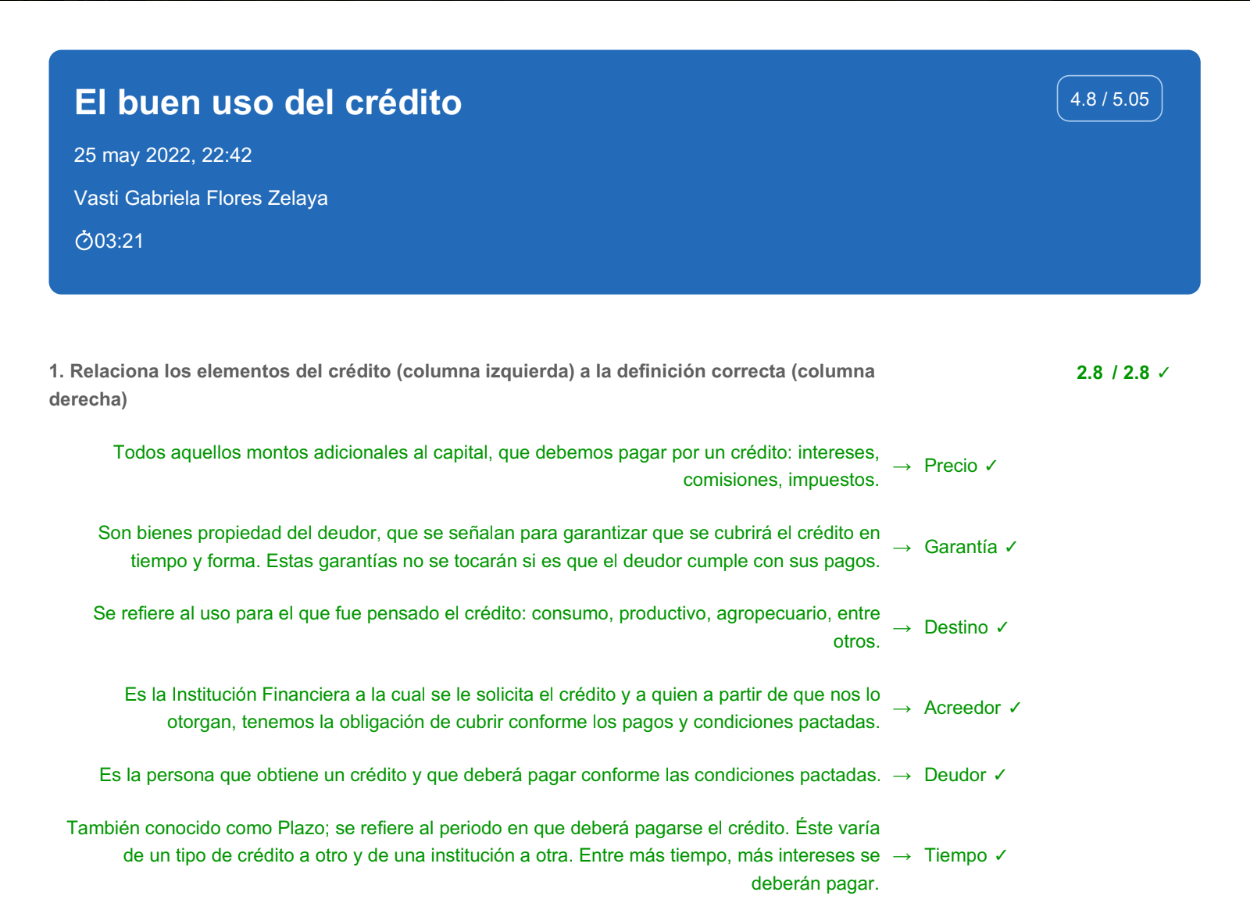 El buen uso del crédito
4.8 / 5.05
25 may 2022, 22:42
Vasti Gabriela Flores Zelaya
⏱03:21
1. Relaciona los elementos del crédito (columna izquierda) a la definición correcta (columna
derecha)
2.8 / 2.8 ✓
Todos aquellos montos adicionales al capital, que debemos pagar por un crédito: intereses,
comisiones, impuestos.
→ Precio ✓
Son bienes propiedad del deudor, que se señalan para garantizar que se cubrirá el crédito en
tiempo y forma. Estas garantías no se tocarán si es que el deudor cumple con sus pagos.
→ Garantía ✓
Se refiere al uso para el que fue pensado el crédito: consumo, productivo, agropecuario, entre
otros.
→ Destino ✓
Es la Institución Financiera a la cual se le solicita el crédito y a quien a partir de que nos lo
otorgan, tenemos la obligación de cubrir conforme los pagos y condiciones pactadas.
→ Acreedor ✓
Es la persona que obtiene un crédito y que deberá pagar conforme las condiciones pactadas. → Deudor ✓
También conocido como Plazo; se refiere al periodo en que deberá pagarse el crédito. Éste varía
de un tipo de crédito a otro y de una institución a otra. Entre más tiempo, más intereses se
deberán pagar.
→ Tiempo ✓